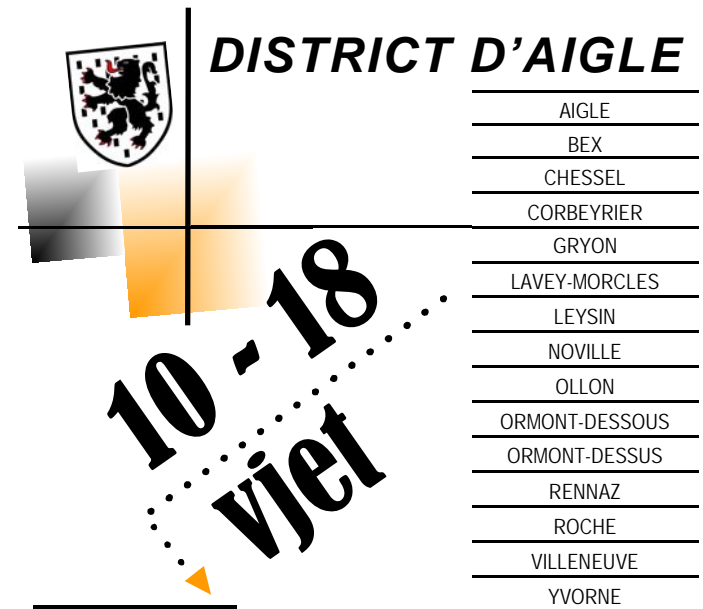 DISTRICT D’AIGLE
AIGLE
BEX
CHESSEL
CORBEYRIER
GRYON
LAVEY-MORCLES
LEYSIN
NOVILLE
OLLON
ORMONT-DESSOUS
ORMONT-DESSUS
RENNAZ
ROCHE
VILLENEUVE
YVORNE
10 - 18
vjet